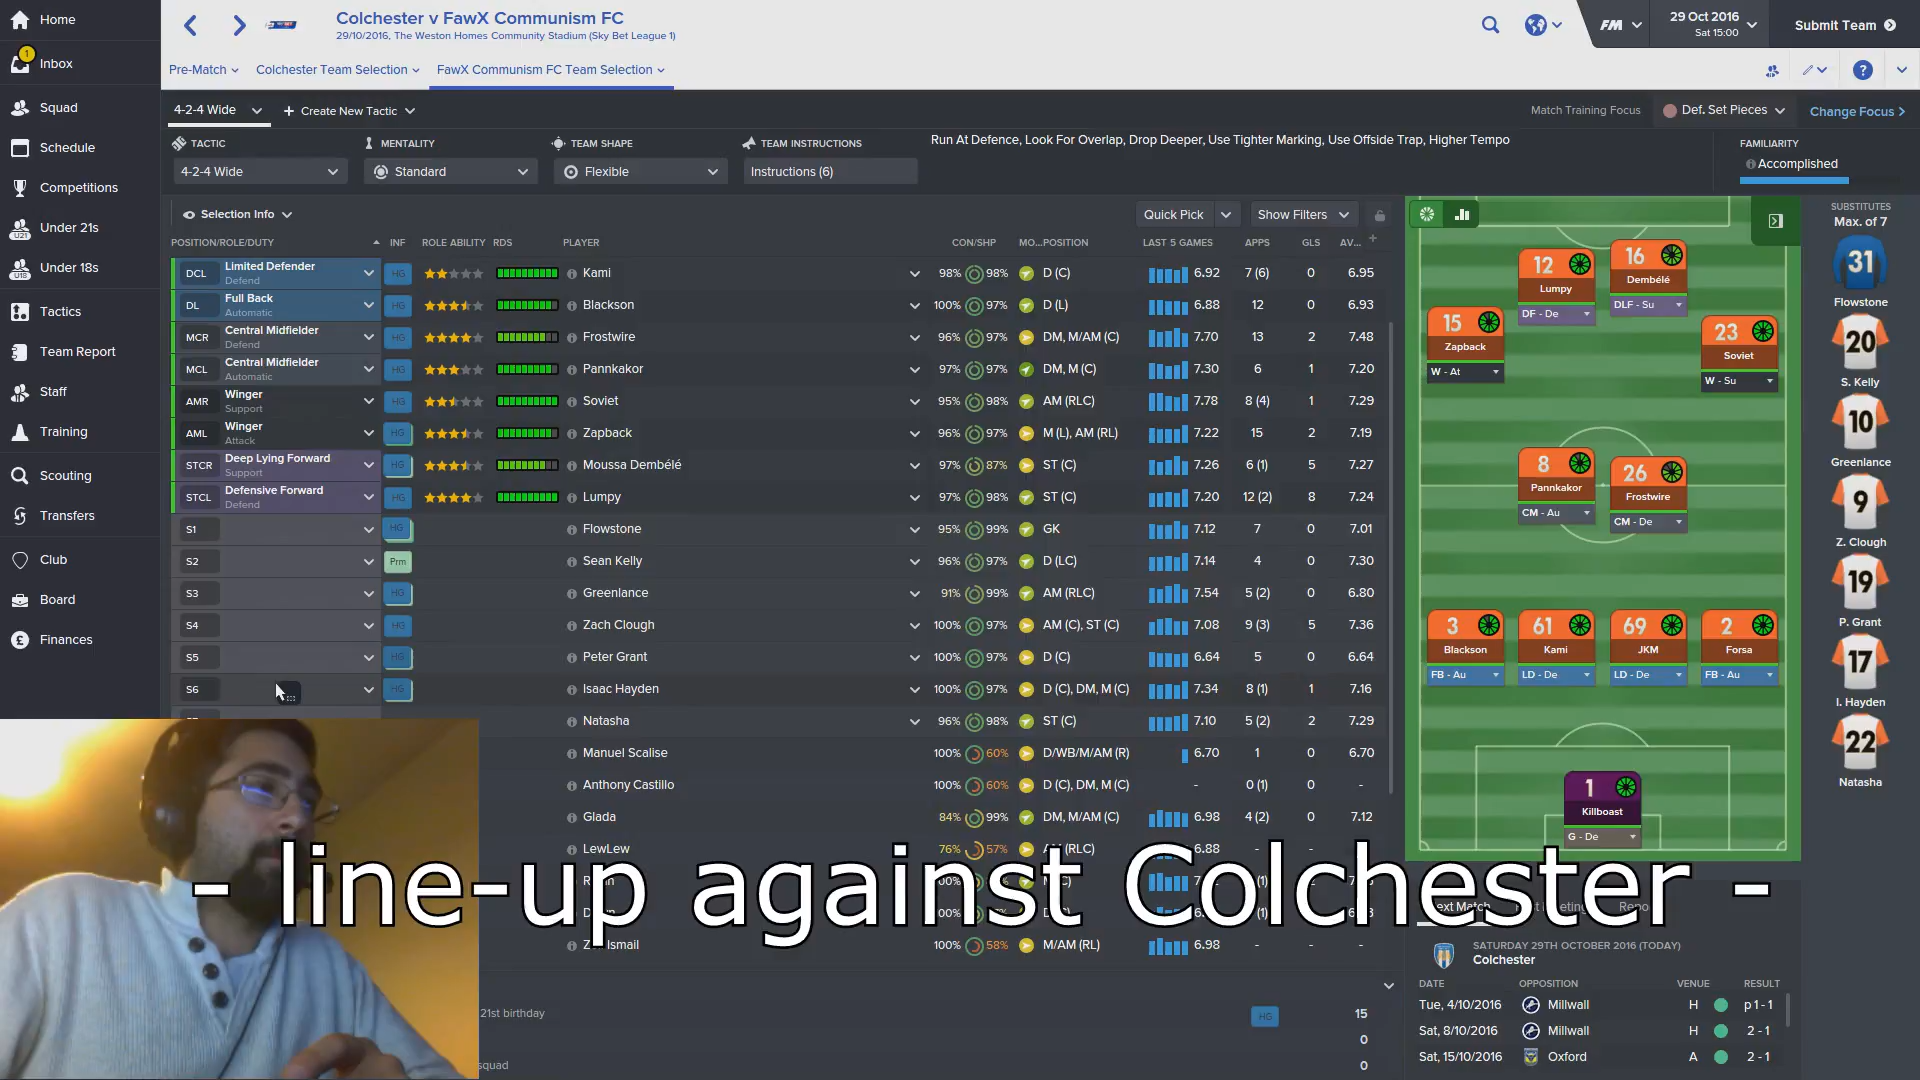 Home
Colchester v FawX Communism FC
29/10/2016, The Weston Homes Community Stadium (Sky Bet League 1)
FM
29 Oct 2016
Sat 15:00
Submit Team
1
Inbox
Pre-Match
Colchester Team Selection
FawX Communism FC Team Selection
?
Squad
4-2-4 Wide
+ Create New Tactic
Match Training Focus
Def. Set Pieces
Change Focus >
Schedule
TACTIC
MENTALITY
TEAM SHAPE
TEAM INSTRUCTIONS
Run At Defence, Look For Overlap, Drop Deeper, Use Tighter Marking, Use Offside Trap, Higher Tempo
FAMILIARITY
Accomplished
4-2-4 Wide
Standard
Flexible
Instructions (6)
Competitions
Under 21s
Under 18s
Tactics
Team Report
Staff
Training
Scouting
Transfers
Club
Board
Finances
Selection Info
Quick Pick
Show Filters
POSITION/ROLE/DUTY INF ROLE ABILITY RDS PLAYER CON/SHP MO... POSITION LAST 5 GAMES APPS GLS AV... +
DCL Limited Defender Defend HG Kami 98% 98% D (C) 6.92 7 (6) 0 6.95
DL Full Back Automatic HG Blackson 100% 97% D (L) 6.88 12 0 6.93
MCR Central Midfielder Defend HG Frostwire 96% 97% DM, M/AM (C) 7.70 13 2 7.48
MCL Central Midfielder Automatic HG Pannkakor 97% 97% DM, M (C) 7.30 6 1 7.20
AMR Winger Support HG Soviet 95% 98% AM (RLC) 7.78 8 (4) 1 7.29
AML Winger Attack HG Zapback 96% 97% M (L), AM (RL) 7.22 15 2 7.19
STCR Deep Lying Forward Support HG Moussa Dembélé 97% 87% ST (C) 7.26 6 (1) 5 7.27
STCL Defensive Forward Defend HG Lumpy 97% 98% ST (C) 7.20 12 (2) 8 7.24
S1 HG Flowstone 95% 99% GK 7.12 7 0 7.01
S2 Prm Sean Kelly 96% 97% D (LC) 7.14 4 0 7.30
S3 HG Greenlance 91% 99% AM (RLC) 7.54 5 (2) 0 6.80
S4 HG Zach Clough 100% 97% AM (C), ST (C) 7.08 9 (3) 5 7.36
S5 HG Peter Grant 100% 97% D (C) 6.64 5 0 6.64
S6 HG Isaac Hayden 100% 97% D (C), DM, M (C) 7.34 8 (1) 1 7.16
Natasha 96% 98% ST (C) 7.10 5 (2) 2 7.29
Manuel Scalise 100% 60% D/WB/M/AM (R) 6.70 1 0 6.70
Anthony Castillo 100% 60% D (C), DM, M (C) - 0 (1) 0 -
Glada 84% 99% DM, M/AM (C) 6.98 4 (2) 0 7.12
LewLew 76% 57% (RLC) 6.88 - - -
Ismail 100% 58% M/AM (RL) 6.98 - - -
- line-up against Colchester -
21st birthday HG 15
0
squad 0
12 Lumpy DF - De
16 Dembélé DLF - Su
15 Zapback W - At
23 Soviet W - Su
8 Pannkakor CM - Au
26 Frostwire CM - De
3 Blackson FB - Au
61 Kami LD - De
69 JKM LD - De
2 Forsa FB - Au
1 Killboast G - De
SUBSTITUTES
Max. of 7
31
Flowstone
20
S. Kelly
10
Greenlance
9
Z. Clough
19
P. Grant
17
I. Hayden
22
Natasha
SATURDAY 29TH OCTOBER 2016 (TODAY)
Colchester
DATE OPPOSITION VENUE RESULT
Tue, 4/10/2016 Millwall H p 1 - 1
Sat, 8/10/2016 Millwall H 2 - 1
Sat, 15/10/2016 Oxford A 2 - 1